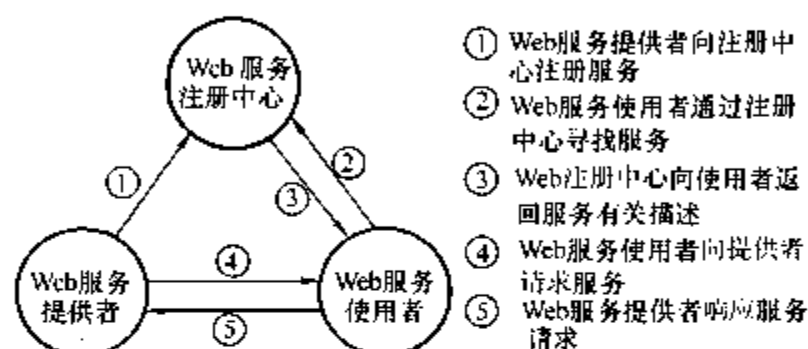 Web 服务
注册中心
①
②
③
Web服务
提供者
④
⑤
Web服务
使用者
① Web服务提供者向注册中
心注册服务
② Web服务使用者通过注册
中心寻找服务
③ Web注册中心向使用者返
回服务有关描述
④ Web服务使用者向提供者
请求服务
⑤ Web服务提供者响应服务
请求